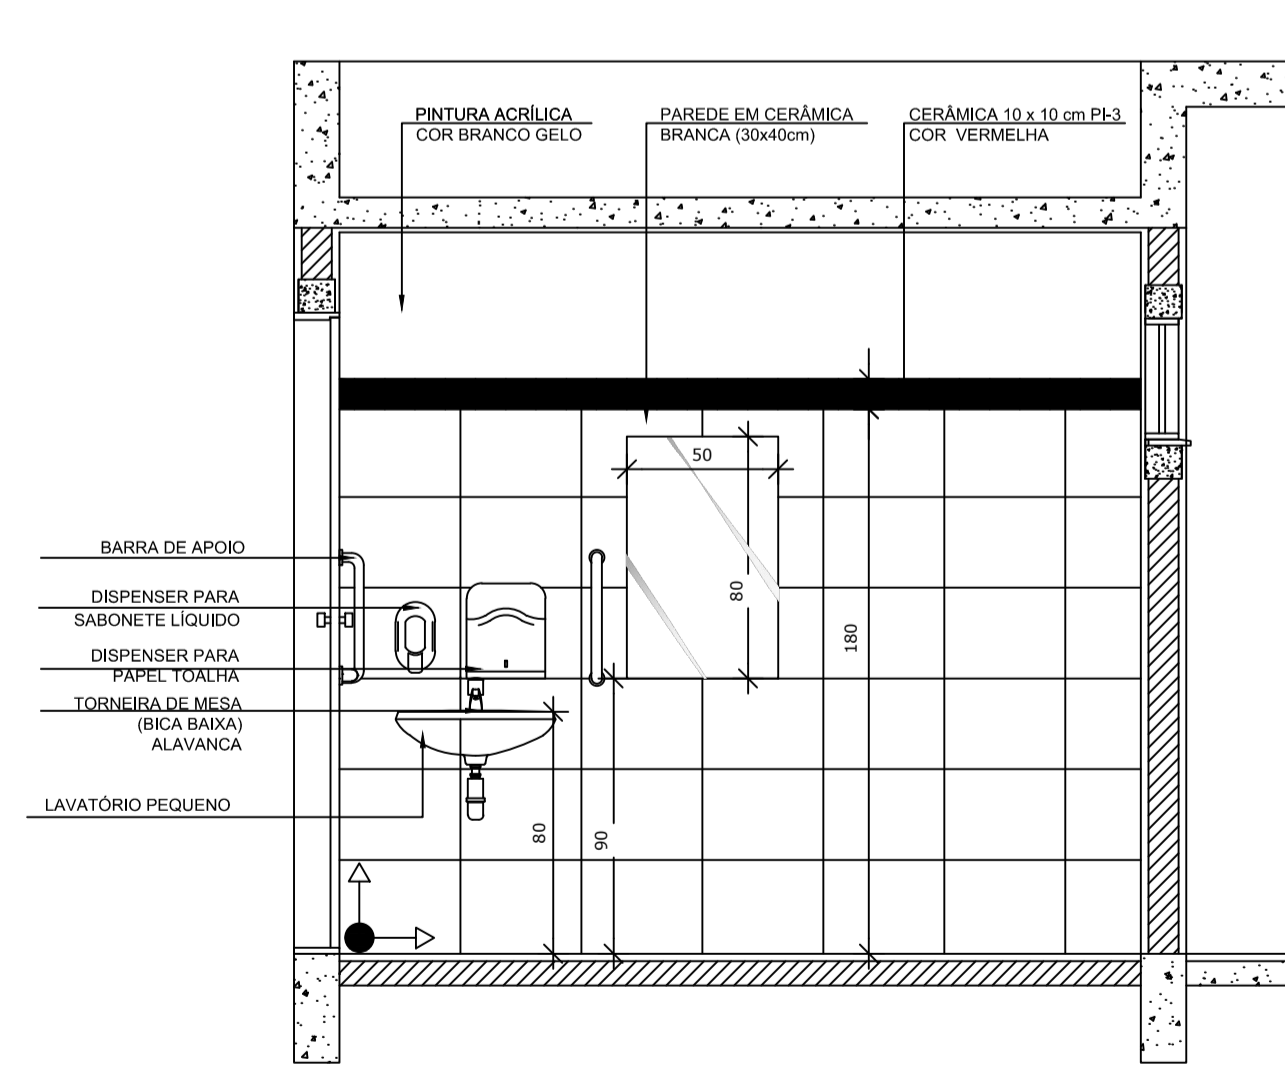 PINTURA ACRÍLICA
COR BRANCO GELO
PAREDE EM CERÂMICA
BRANCA (30x40cm)
CERÂMICA 10 x 10 cm PI-3
COR VERMELHA
50
80
180
BARRA DE APOIO
DISPENSER PARA
SABONETE LÍQUIDO
DISPENSER PARA
PAPEL TOALHA
TORNEIRA DE MESA
(BICA BAIXA)
ALAVANCA
LAVATÓRIO PEQUENO
80
90